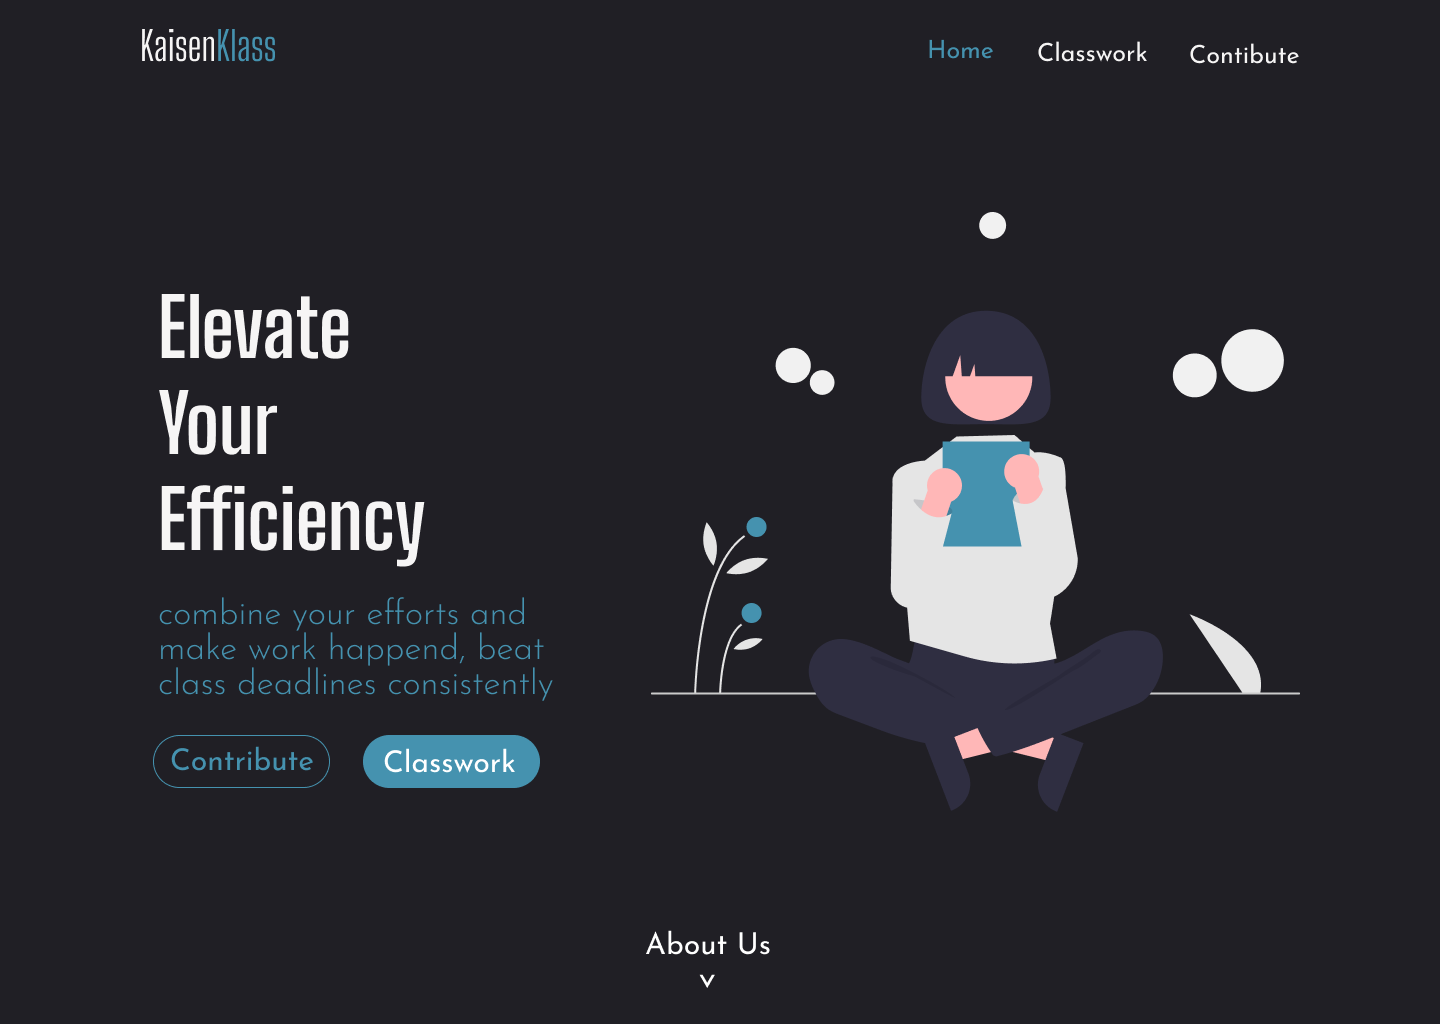 KaisenKlass
Home Classwork Contibute
Elevate
Your
Efficiency
combine your efforts and
make work happend, beat
class deadlines consistently
Contribute Classwork
About Us